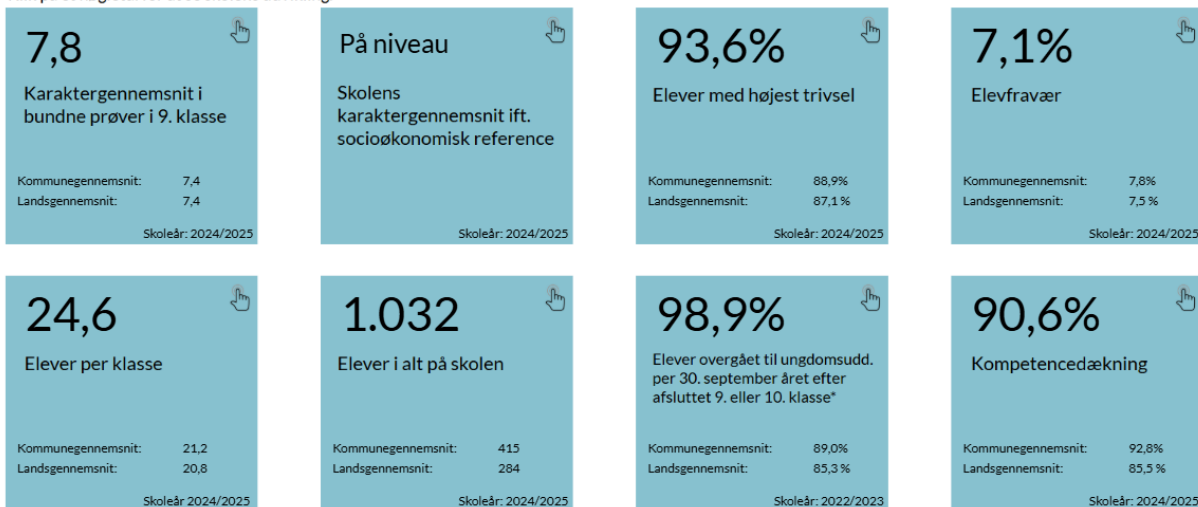 7,8
Karaktergennemsnit i
bundne prøver i 9. klasse
Kommunegennemsnit: 7,4
Landsgennemsnit: 7,4
Skoleår: 2024/2025
På niveau
Skolens
karaktergennemsnit ift.
socioøkonomisk reference
Skoleår: 2024/2025
93,6%
Elever med højest trivsel
Kommunegennemsnit: 88,9%
Landsgennemsnit: 87,1 %
Skoleår: 2024/2025
7,1%
Elevfravær
Kommunegennemsnit: 7,8%
Landsgennemsnit: 7,5 %
Skoleår: 2024/2025
24,6
Elever per klasse
Kommunegennemsnit: 21,2
Landsgennemsnit: 20,8
Skoleår 2024/2025
1.032
Elever i alt på skolen
Kommunegennemsnit: 415
Landsgennemsnit: 284
Skoleår: 2024/2025
98,9%
Elever overgået til ungdomsudd.
per 30. september året efter
afsluttet 9. eller 10. klasse*
Kommunegennemsnit: 89,0%
Landsgennemsnit: 85,3 %
Skoleår: 2022/2023
90,6%
Kompetencedækning
Kommunegennemsnit: 92,8%
Landsgennemsnit: 85,5 %
Skoleår: 2024/2025